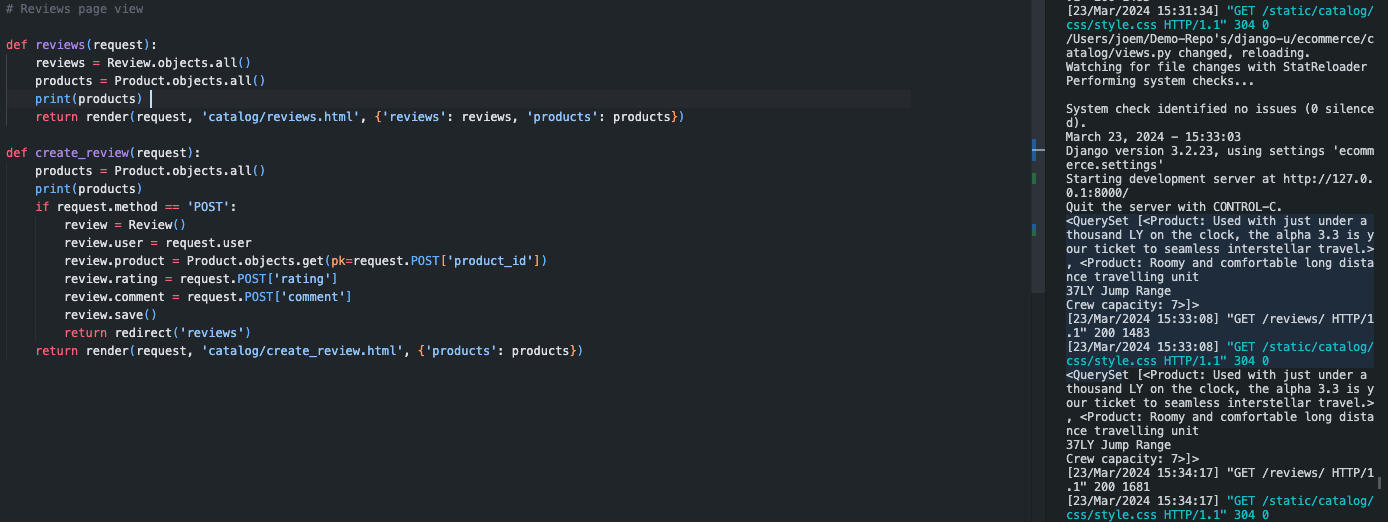 # Reviews page view
def reviews(request):
    reviews = Review.objects.all()
    products = Product.objects.all()
    print(products)
    return render(request, 'catalog/reviews.html', {'reviews': reviews, 'products': products})
def create_review(request):
    products = Product.objects.all()
    print(products)
    if request.method == 'POST':
        review = Review()
        review.user = request.user
        review.product = Product.objects.get(pk=request.POST['product_id'])
        review.rating = request.POST['rating']
        review.comment = request.POST['comment']
        review.save()
        return redirect('reviews')
    return render(request, 'catalog/create_review.html', {'products': products})
[23/Mar/2024 15:31:34] "GET /static/catalog/
css/style.css HTTP/1.1" 304 0
/Users/joem/Demo-Repo's/django-u/ecommerce/c
atalog/views.py changed, reloading.
Watching for file changes with StatReloader
Performing system checks...
System check identified no issues (0 silence
d).
March 23, 2024 - 15:33:03
Django version 3.2.23, using settings 'ecomm
erce.settings'
Starting development server at http://127.0.
0.1:8000/
Quit the server with CONTROL-C.
<QuerySet [<Product: Used with just under a
thousand LY on the clock, the alpha 3.3 is y
our ticket to seamless interstellar travel.>
, <Product: Roomy and comfortable long dista
nce travelling unit
37LY Jump Range
Crew capacity: 7>]>
[23/Mar/2024 15:33:08] "GET /reviews/ HTTP/1
.1" 200 1483
[23/Mar/2024 15:33:08] "GET /static/catalog/
css/style.css HTTP/1.1" 304 0
<QuerySet [<Product: Used with just under a
thousand LY on the clock, the alpha 3.3 is y
our ticket to seamless interstellar travel.>
, <Product: Roomy and comfortable long dista
nce travelling unit
37LY Jump Range
Crew capacity: 7>]>
[23/Mar/2024 15:34:17] "GET /reviews/ HTTP/1
.1" 200 1681
[23/Mar/2024 15:34:17] "GET /static/catalog/
css/style.css HTTP/1.1" 304 0